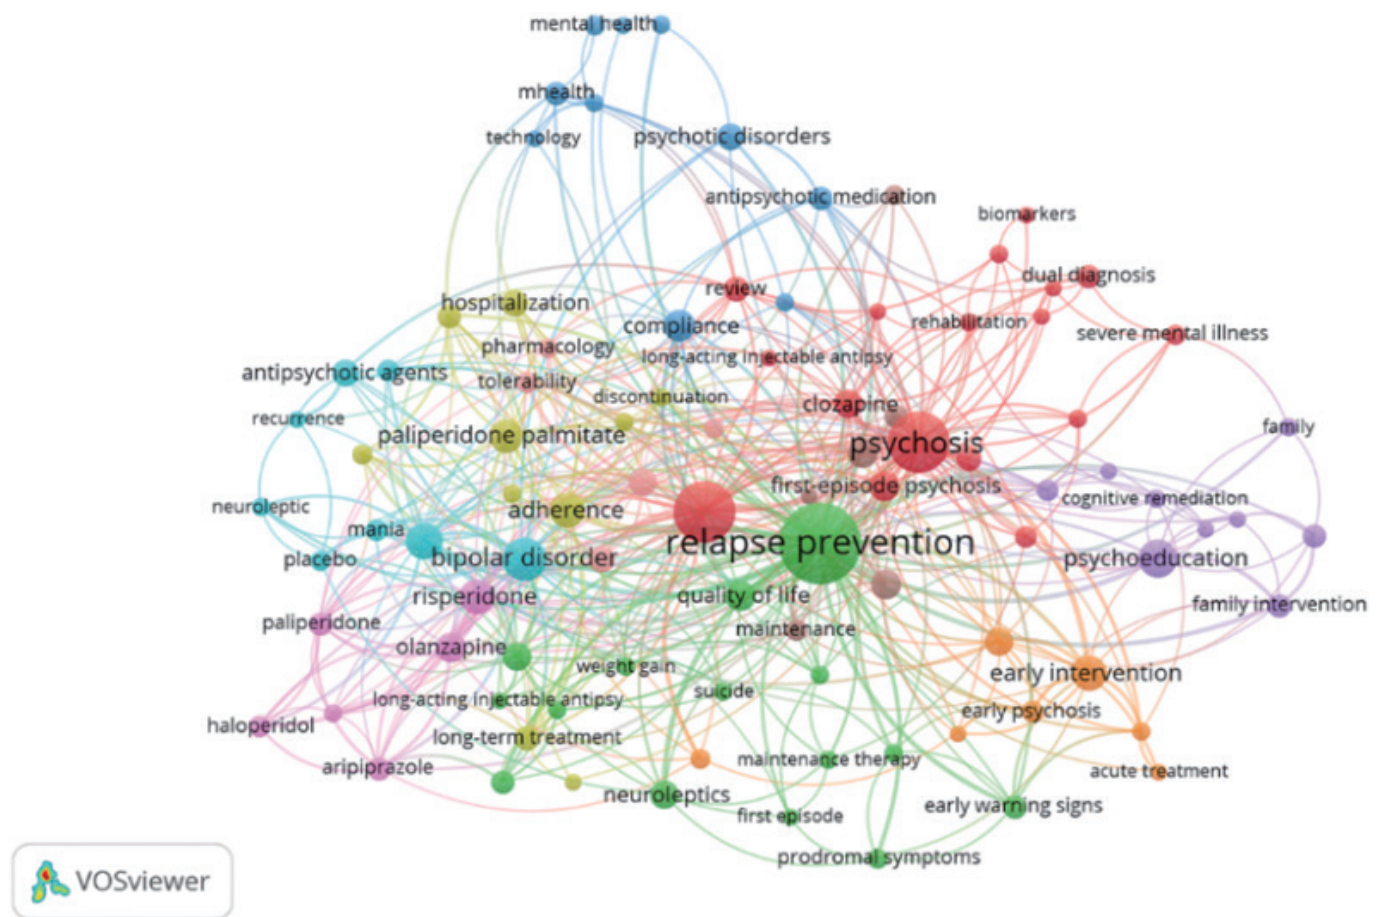 mental health
mhealth
technology
psychotic disorders
antipsychotic medication
biomarkers
dual diagnosis
review
hospitalization
rehabilitation
compliance
severe mental illness
pharmacology
long-acting injectable antipsy
antipsychotic agents
tolerability
discontinuation
clozapine
recurrence
family
paliperidone palmitate
psychosis
first-episode psychosis
cognitive remediation
neuroleptic
adherence
mania
relapse prevention
placebo
bipolar disorder
psychoeducation
risperidone
quality of life
family intervention
paliperidone
maintenance
olanzapine
weight gain
early intervention
suicide
long-acting injectable antipsy
early psychosis
haloperidol
long-term treatment
maintenance therapy
aripiprazole
acute treatment
neuroleptics
early warning signs
first episode
prodromal symptoms
VOSviewer